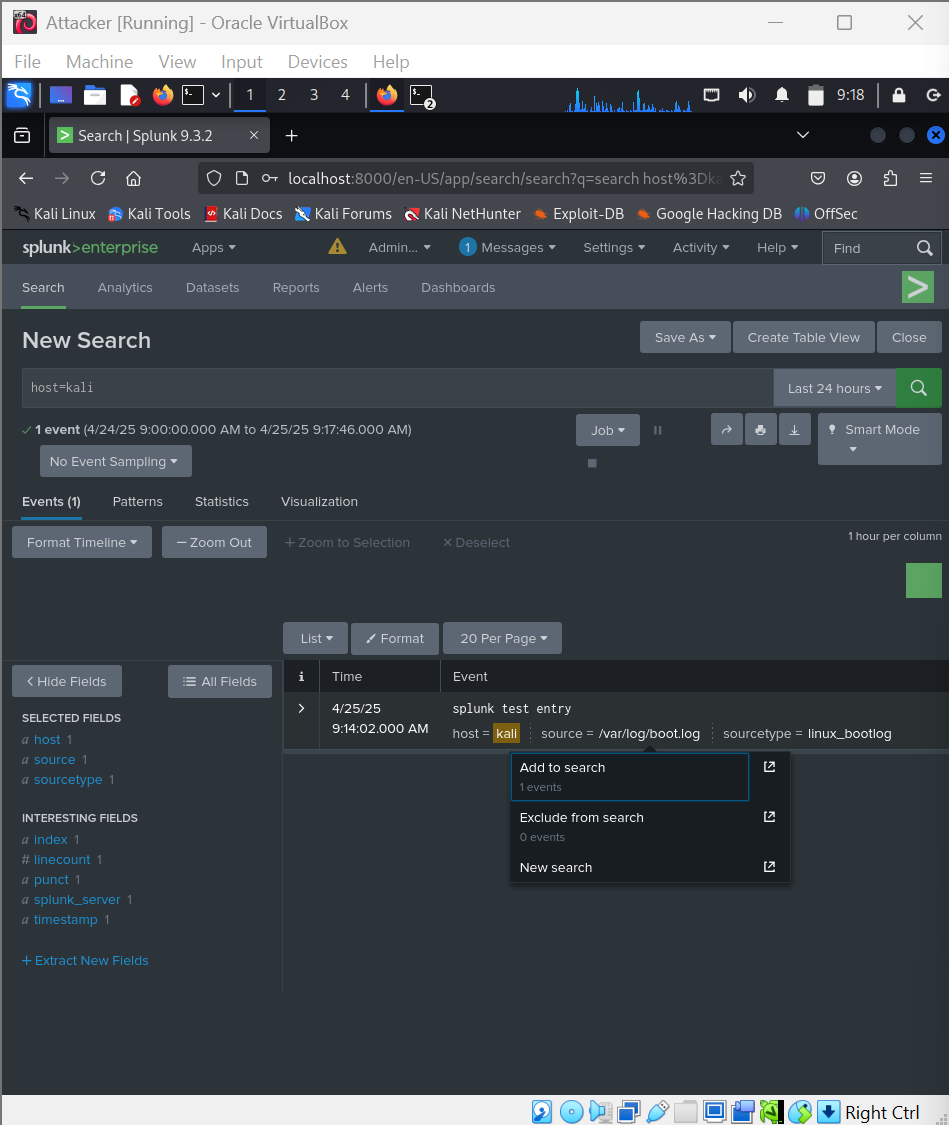 Attacker [Running] - Oracle VirtualBox
File Machine View Input Devices Help
1 2 3 4 2 9:18
Search | Splunk 9.3.2
localhost:8000/en-US/app/search/search?q=search host%3Dka
Kali Linux Kali Tools Kali Docs Kali Forums Kali NetHunter Exploit-DB Google Hacking DB OffSec
splunk>enterprise Apps Admin... 1 Messages Settings Activity Help Find
Search Analytics Datasets Reports Alerts Dashboards
New Search
Save As Create Table View Close
host=kali
Last 24 hours
1 event (4/24/25 9:00:00.000 AM to 4/25/25 9:17:46.000 AM)
Job
Smart Mode
No Event Sampling
Events (1) Patterns Statistics Visualization
Format Timeline — Zoom Out + Zoom to Selection × Deselect
1 hour per column
List Format 20 Per Page
< Hide Fields All Fields
i Time Event
SELECTED FIELDS
a host 1
a source 1
a sourcetype 1
INTERESTING FIELDS
a index 1
# linecount 1
a punct 1
a splunk_server 1
a timestamp 1
+ Extract New Fields
4/25/25
9:14:02.000 AM
splunk test entry
host = kali source = /var/log/boot.log sourcetype = linux_bootlog
Add to search
1 events
Exclude from search
0 events
New search
Right Ctrl